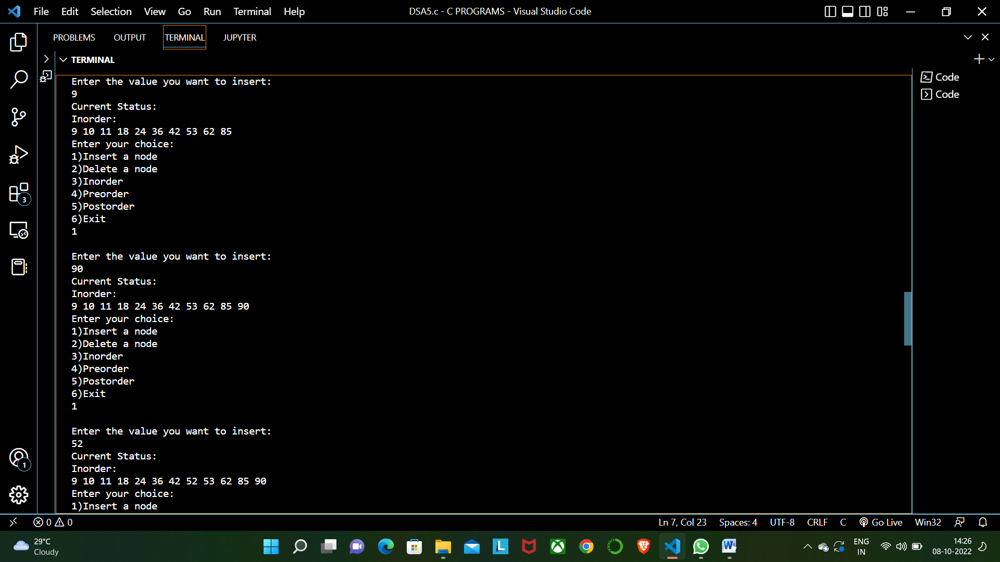 File Edit Selection View Go Run Terminal Help DSA5.c - C PROGRAMS - Visual Studio Code
PROBLEMS OUTPUT TERMINAL JUPYTER
TERMINAL
Enter the value you want to insert:
9
Current Status:
Inorder:
9 10 11 18 24 36 42 53 62 85
Enter your choice:
1)Insert a node
2)Delete a node
3)Inorder
4)Preorder
5)Postorder
6)Exit
1
Enter the value you want to insert:
90
Current Status:
Inorder:
9 10 11 18 24 36 42 53 62 85 90
Enter your choice:
1)Insert a node
2)Delete a node
3)Inorder
4)Preorder
5)Postorder
6)Exit
1
Enter the value you want to insert:
52
Current Status:
Inorder:
9 10 11 18 24 36 42 52 53 62 85 90
Enter your choice:
1)Insert a node
Code
Code
3
1
0 0 Ln 7, Col 23 Spaces: 4 UTF-8 CRLF C Go Live Win32
29°C
Cloudy
L
W
ENG
IN
14:26
08-10-2022